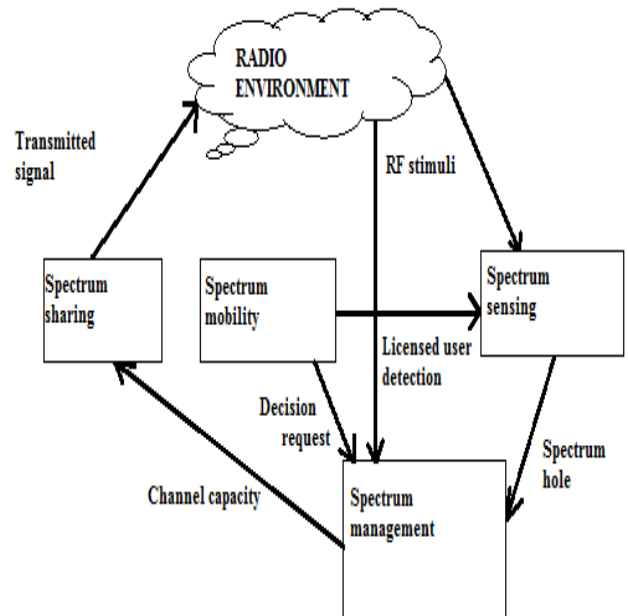 RADIO
ENVIRONMENT
Transmitted
signal
RF stimuli
Spectrum
sharing
Spectrum
mobility
Spectrum
sensing
Licensed user
detection
Decision
request
Spectrum
hole
Channel capacity
Spectrum
management